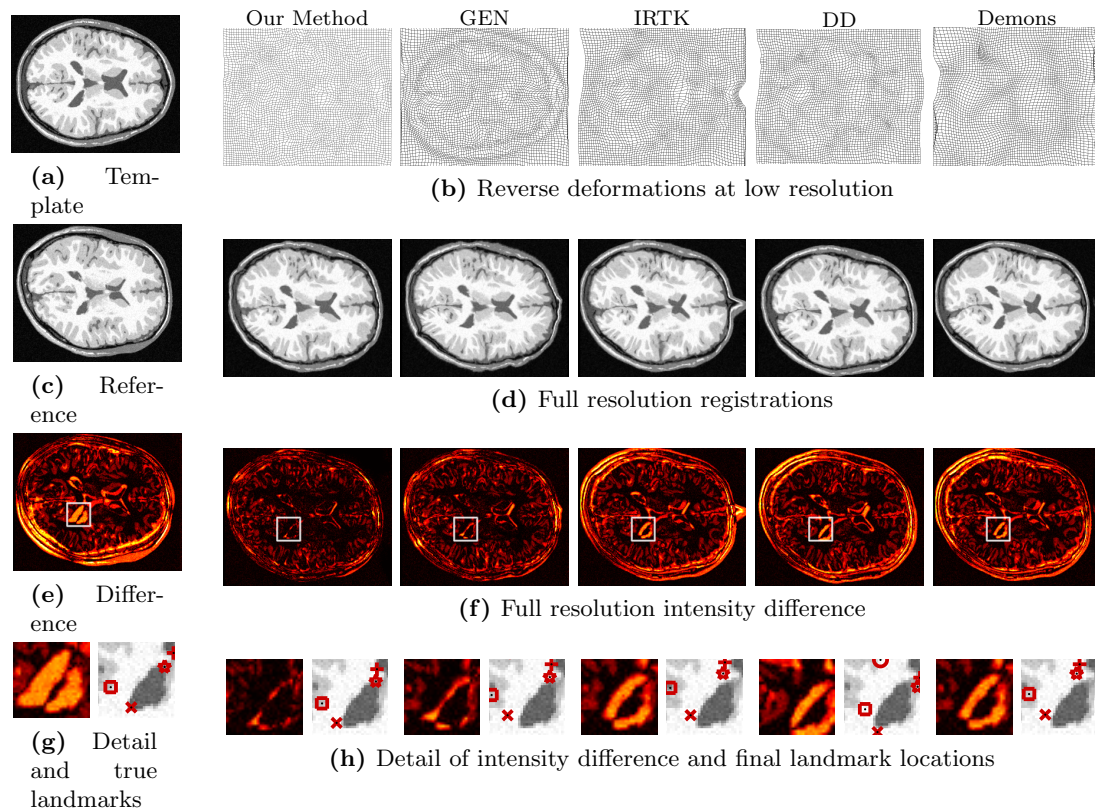 Our Method GEN IRTK DD Demons
(a) Tem-
plate
(b) Reverse deformations at low resolution
(c) Refer-
ence
(d) Full resolution registrations
(e) Differ-
ence
(f) Full resolution intensity difference
(g) Detail
and true
landmarks
(h) Detail of intensity difference and final landmark locations